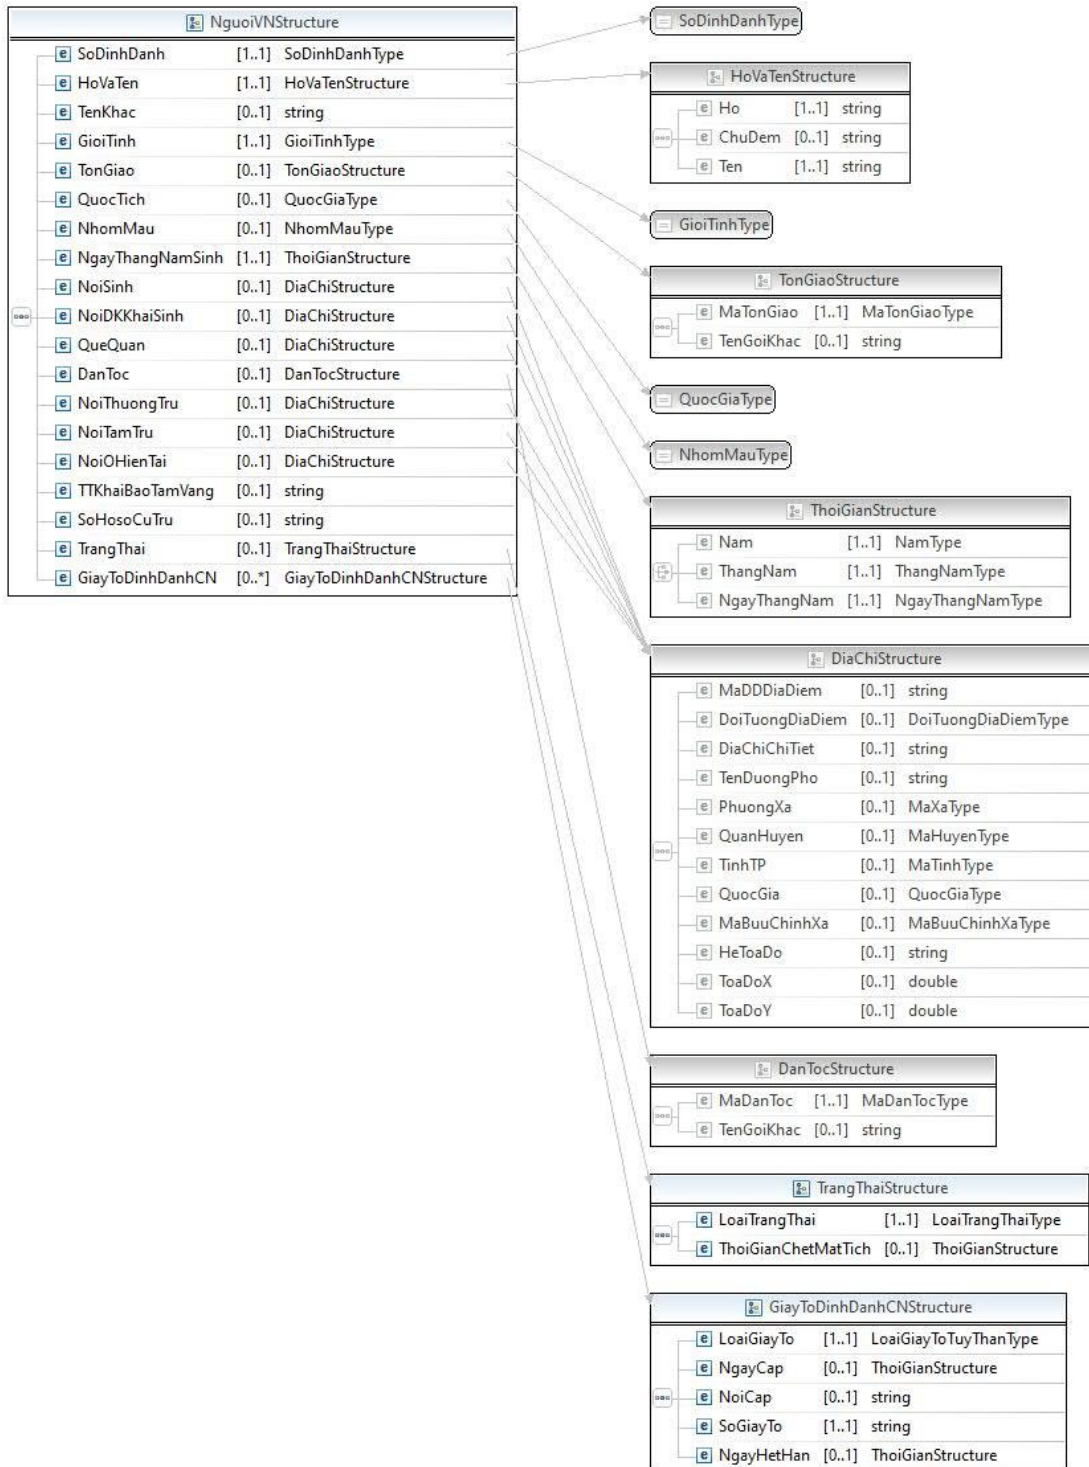 NguoiVNStructure
SoDinhDanh [1..1] SoDinhDanhType
HoVaTen [1..1] HoVaTenStructure
TenKhac [0..1] string
GioiTinh [1..1] GioiTinhType
TonGiao [0..1] TonGiaoStructure
QuocTich [0..1] QuocGiaType
NhomMau [0..1] NhomMauType
NgayThangNamSinh [1..1] ThoiGianStructure
NoiSinh [0..1] DiaChiStructure
NoiDKKhaiSinh [0..1] DiaChiStructure
QueQuan [0..1] DiaChiStructure
DanToc [0..1] DanTocStructure
NoiThuongTru [0..1] DiaChiStructure
NoiTamTru [0..1] DiaChiStructure
NoiOHienTai [0..1] DiaChiStructure
TTKhaiBaoTamVang [0..1] string
SoHosoCuTru [0..1] string
TrangThai [0..1] TrangThaiStructure
GiayToDinhDanhCN [0..*] GiayToDinhDanhCNStructure
SoDinhDanhType
HoVaTenStructure
Ho [1..1] string
ChuDem [0..1] string
Ten [1..1] string
GioiTinhType
TonGiaoStructure
MaTonGiao [1..1] MaTonGiaoType
TenGoiKhac [0..1] string
QuocGiaType
NhomMauType
ThoiGianStructure
Nam [1..1] NamType
ThangNam [1..1] ThangNamType
NgayThangNam [1..1] NgayThangNamType
DiaChiStructure
MaDDDiaDiem [0..1] string
DoiTuongDiaDiem [0..1] DoiTuongDiaDiemType
DiaChiChiTiet [0..1] string
TenDuongPho [0..1] string
PhuongXa [0..1] MaXaType
QuanHuyen [0..1] MaHuyenType
TinhTP [0..1] MaTinhType
QuocGia [0..1] QuocGiaType
MaBuuChinhXa [0..1] MaBuuChinhXaType
HeToaDo [0..1] string
ToaDoX [0..1] double
ToaDoY [0..1] double
DanTocStructure
MaDanToc [1..1] MaDanTocType
TenGoiKhac [0..1] string
TrangThaiStructure
LoaiTrangThai [1..1] LoaiTrangThaiType
ThoiGianChetMatTich [0..1] ThoiGianStructure
GiayToDinhDanhCNStructure
LoaiGiayTo [1..1] LoaiGiayToTuyThanType
NgayCap [0..1] ThoiGianStructure
NoiCap [0..1] string
SoGiayTo [1..1] string
NgayHetHan [0..1] ThoiGianStructure